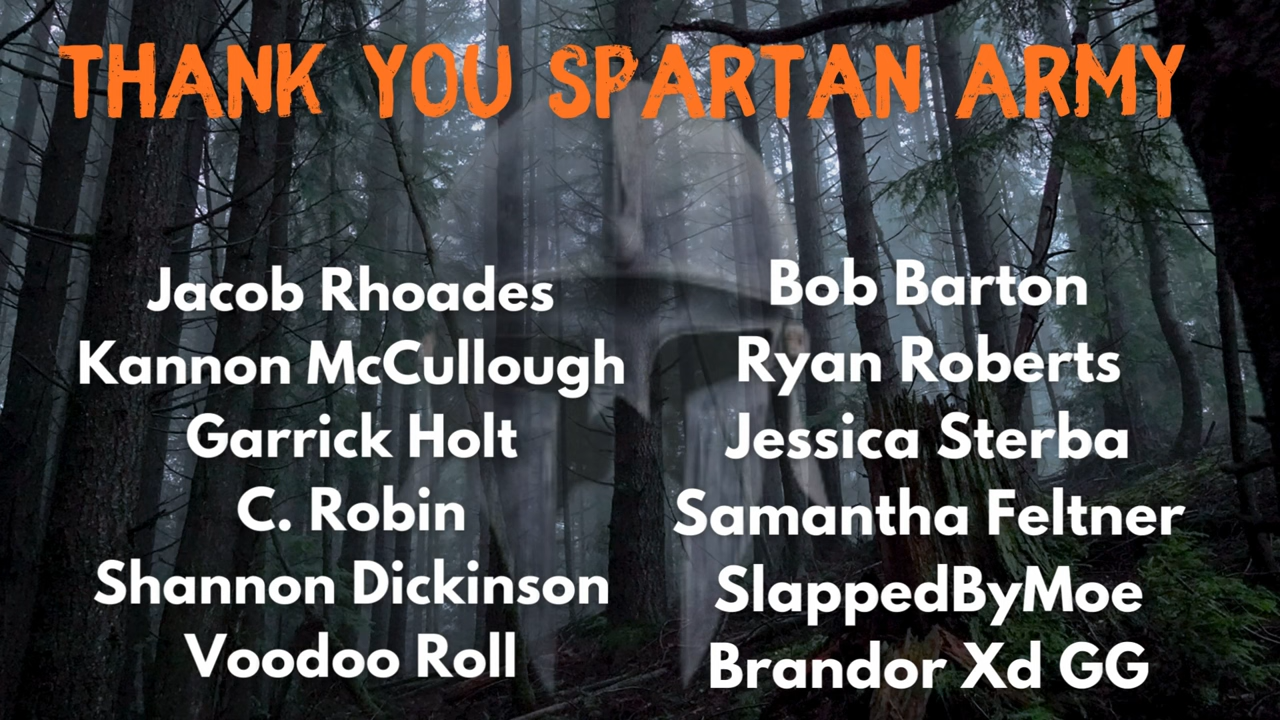 THANK YOU SPARTAN ARMY
Jacob Rhoades
Kannon McCullough
Garrick Holt
C. Robin
Shannon Dickinson
Voodoo Roll
Bob Barton
Ryan Roberts
Jessica Sterba
Samantha Feltner
SlappedByMoe
Brandor Xd GG